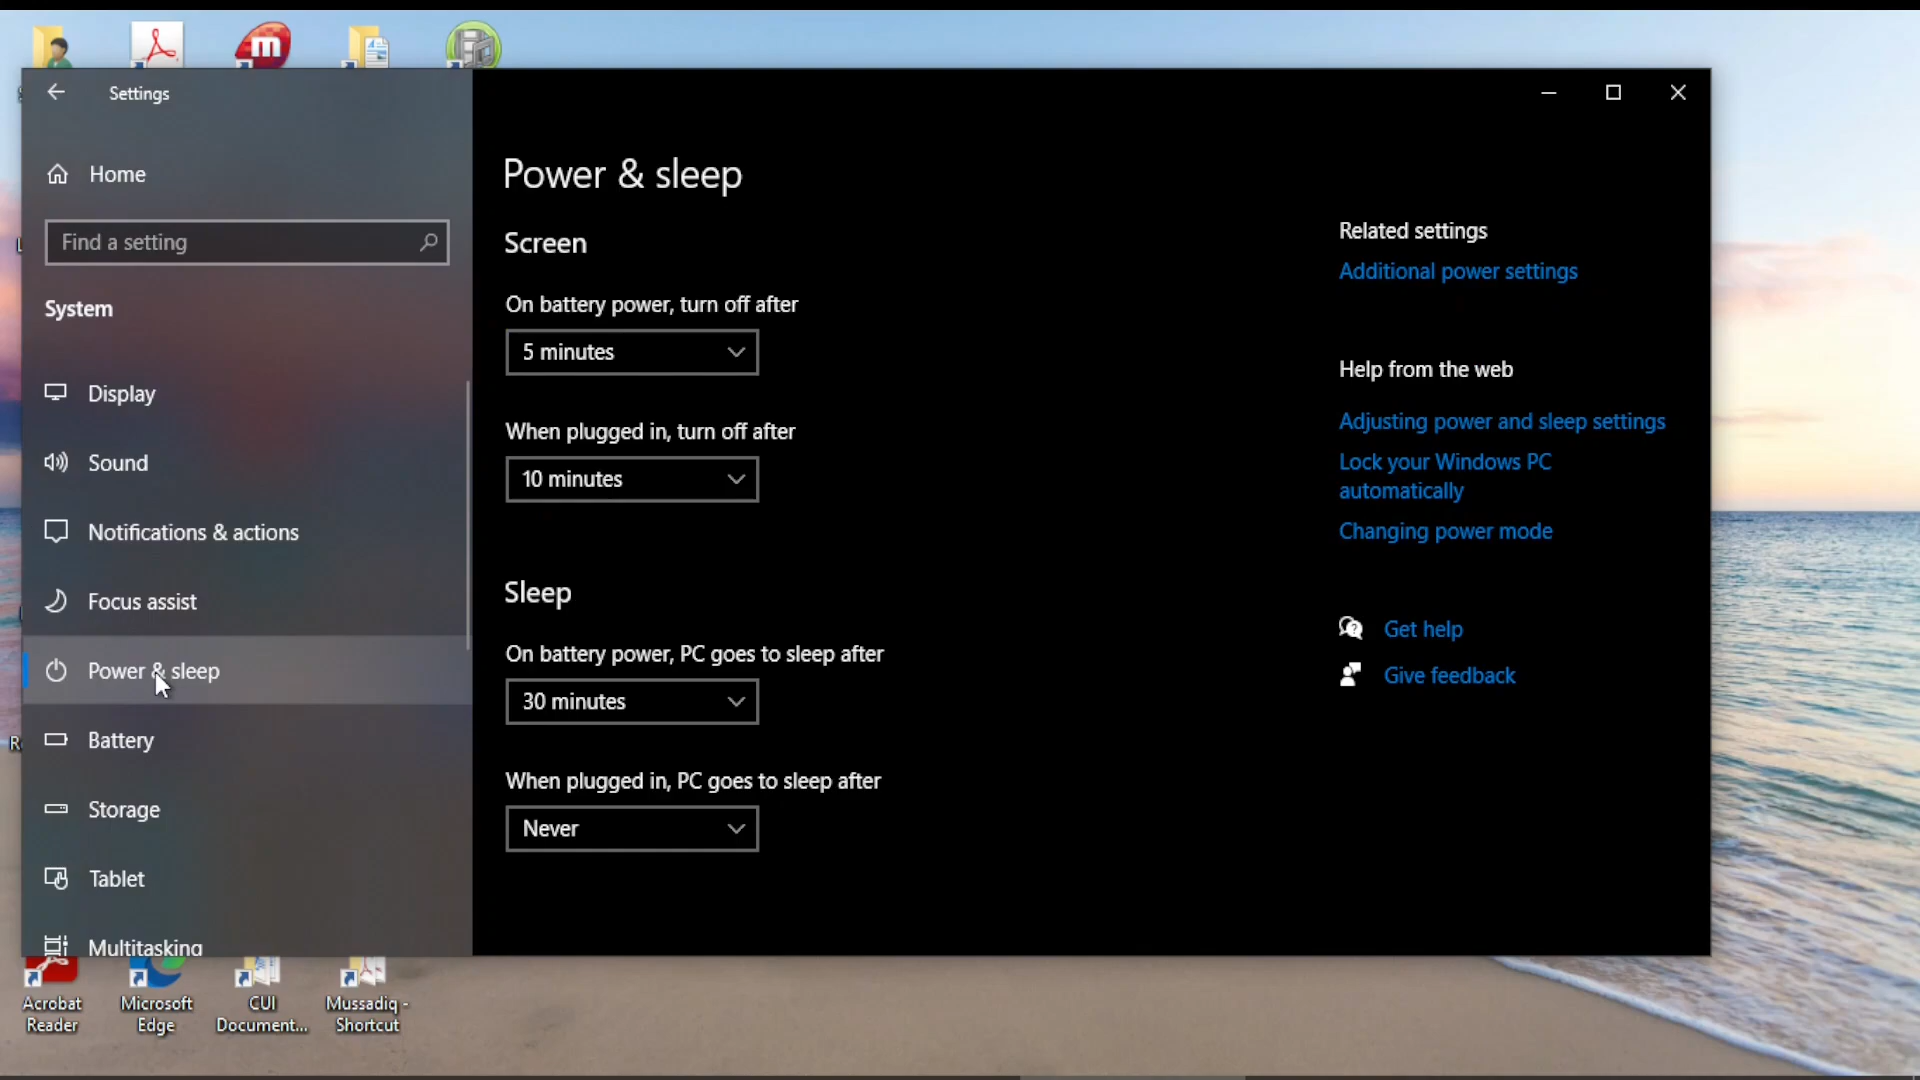 Settings
Home
Find a setting
System
Display
Sound
Notifications & actions
Focus assist
Power & sleep
Battery
Storage
Tablet
Multitasking
Power & sleep
Screen
On battery power, turn off after
5 minutes
When plugged in, turn off after
10 minutes
Sleep
On battery power, PC goes to sleep after
30 minutes
When plugged in, PC goes to sleep after
Never
Related settings
Additional power settings
Help from the web
Adjusting power and sleep settings
Lock your Windows PC
automatically
Changing power mode
Get help
Give feedback
Acrobat
Reader
Microsoft
Edge
CUI
Document...
Mussadiq -
Shortcut